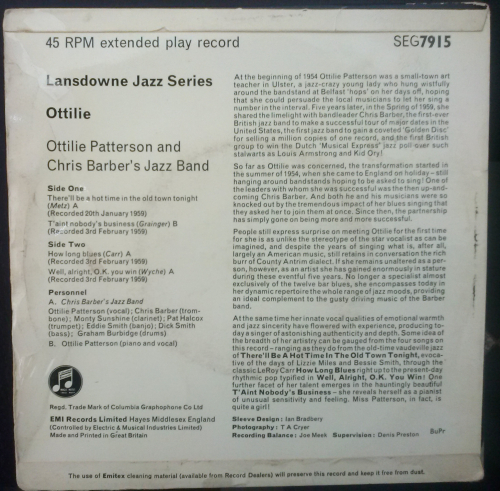 45 RPM extended play record
SEG7915
Lansdowne Jazz Series
Ottilie
Ottilie Patterson and
Chris Barber's Jazz Band
Side One
There'll be a hot time in the old town tonight
(Metz) A
(Recorded 20th January 1959)
T'aint nobody's business (Grainger) B
(Recorded 3rd February 1959)
Side Two
How long blues (Carr) A
(Recorded 3rd February 1959)
Well, alright, O.K. you win (Wyche) A
(Recorded 3rd February 1959)
Personnel
A. Chris Barber's Jazz Band
Ottilie Patterson (vocal); Chris Barber (trom-
bone); Monty Sunshine (clarinet); Pat Halcox
(trumpet); Eddie Smith (banjo); Dick Smith
(bass); Graham Burbidge (drums)
B. Ottilie Patterson (piano and vocal)
Regd. Trade Mark of Columbia Graphophone Co Ltd
EMI Records Limited Hayes Middlesex England
(Controlled by Electric & Musical Industries Limited)
Made and Printed in Great Britain
At the beginning of 1954 Ottilie Patterson was a small-town art
teacher in Ulster, a jazz-crazy young lady who hung wistfully
around the bandstand at Belfast 'hops' on her days off, hoping
that she could persuade the local musicians to let her sing a
number in the interval. Five years later, in the Spring of 1959, she
shared the limelight with bandleader Chris Barber, the first-ever
British jazz band to make a successful tour of major dates in the
United States, the first jazz band to gain a coveted 'Golden Disc'
for selling a million copies of one record, and the first British
group to win the Dutch 'Musical Express' jazz poll-over such
stalwarts as Louis Armstrong and Kid Ory!
So far as Ottilie was concerned, the transformation started in
the summer of 1954, when she came to England on holiday – still
hanging around bandstands hoping to be asked to sing! One of
the leaders with whom she was successful was the then up-and-
coming Chris Barber. And both he and his musicians were so
knocked out by the tremendous impact of her blues singing that
they asked her to join them at once. Since then, the partnership
has simply gone on being more and more successful.
People still express surprise on meeting Ottilie for the first time
for she is as unlike the stereotype of the star vocalist as can be
imagined, and despite the years of singing what is, after all,
largely an American music, still retains in conversation the rich
burr of County Antrim dialect. If she remains unaltered as a per-
son, however, as an artist she has gained enormously in stature
during these eventful five years. No longer a specialist almost
exclusively of the twelve bar blues, she encompasses today in
her dynamic repertoire the whole range of jazz moods, providing
an ideal complement to the gusty driving music of the Barber
band.
At the same time her innate vocal qualities of emotional warmth
and jazz sincerity have flowered with experience, producing to-
day a singer of astonishing authenticity and depth. Some idea of
the breadth of her artistry can be gauged from the four songs on
this record – ranging as they do from the old-time vaudeville jazz
of There'll Be A Hot Time In The Old Town Tonight, evoca-
tive of the days of Lizzie Miles and Bessie Smith, through the
classic LeRoy Carr How Long Blues right up to the present-day
rhythmic pop typified in Well, Alright, O.K. You Win! One
further facet of her talent emerges in the hauntingly beautiful
T'Aint Nobody's Business – she reveals herself as a pianist
of unusual sensitivity and feeling. Miss Patterson, in fact, is
quite a girl!
Sleeve Design : Ian Bradbery
Photography : T A Cryer
Recording Balance : Joe Meek Supervision : Denis Preston
BuPr
The use of Emitex cleaning material (available from Record Dealers) will preserve this record and keep it free from dust.